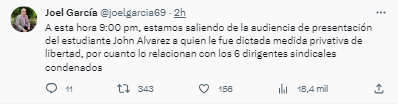 Joel García @joelgarcia69 · 2h
A esta hora 9:00 pm, estamos saliendo de la audiencia de presentación
del estudiante John Alvarez a quien le fue dictada medida privativa de
libertad, por cuanto lo relacionan con los 6 dirigentes sindicales
condenados
11 343 156 18,4 mil